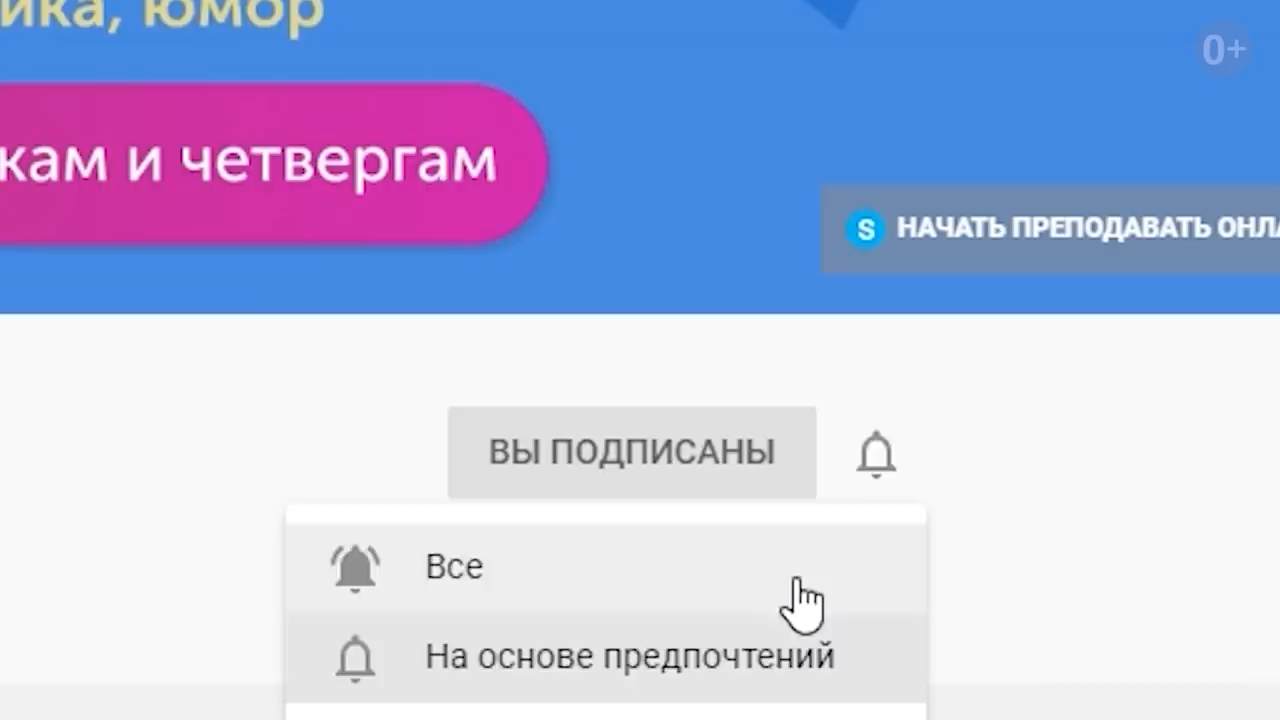 ика, юмор
0+
кам и четвергам
S НАЧАТЬ ПРЕПОДАВАТЬ ОНЛА
ВЫ ПОДПИСАНЫ
Все
На основе предпочтений